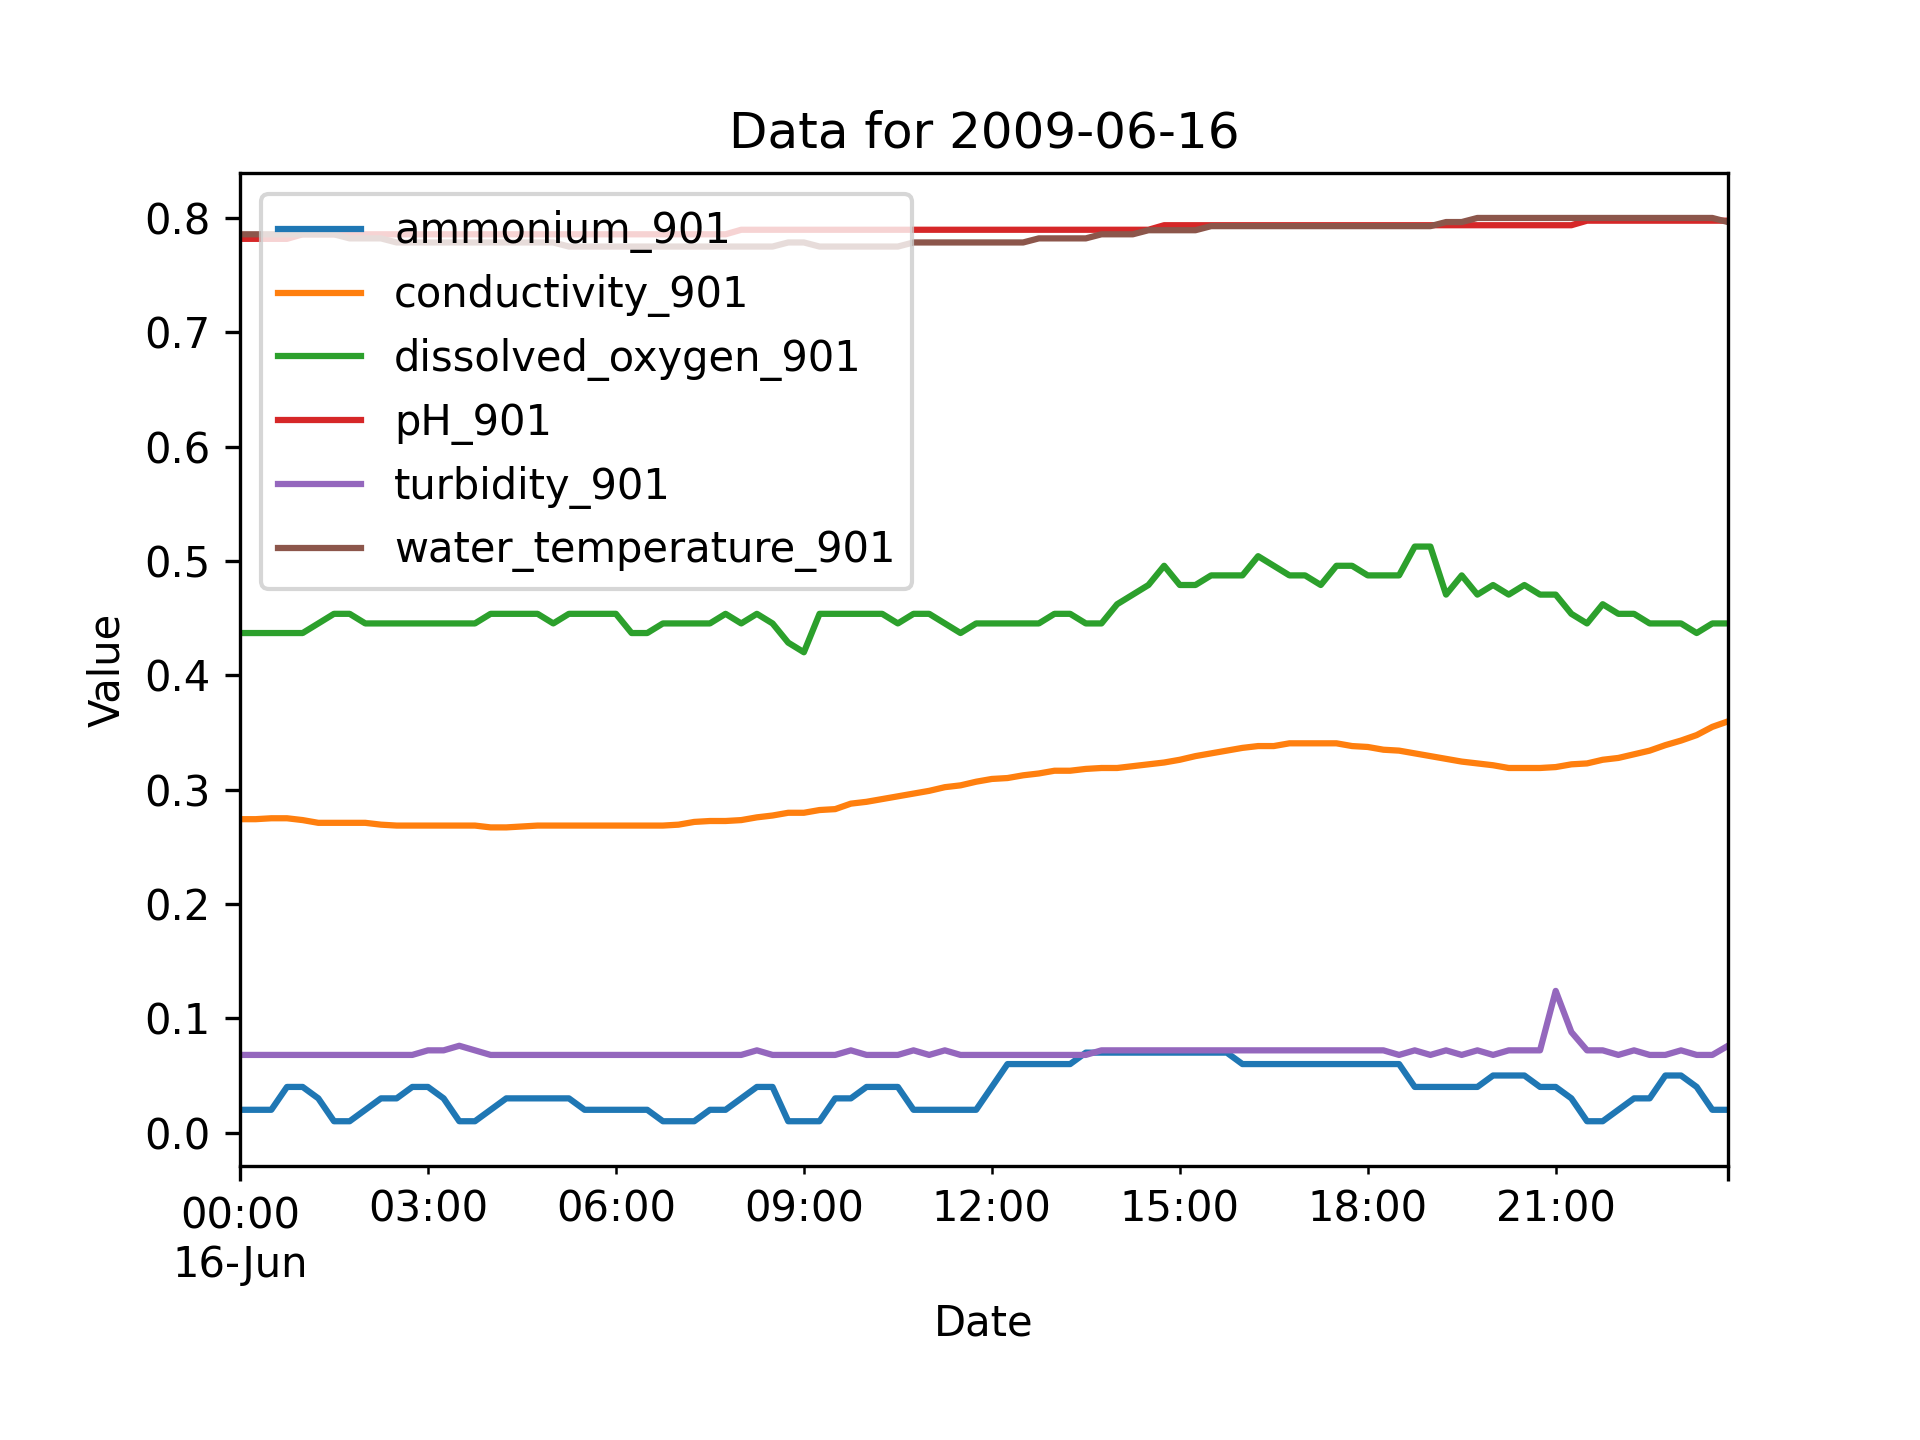 Data for 2009-06-16
ammonium_901
conductivity_901
dissolved_oxygen_901
pH_901
turbidity_901
water_temperature_901
0.8
0.7
0.6
0.5
0.4
0.3
0.2
0.1
0.0
Value
00:00 03:00 06:00 09:00 12:00 15:00 18:00 21:00
16-Jun
Date